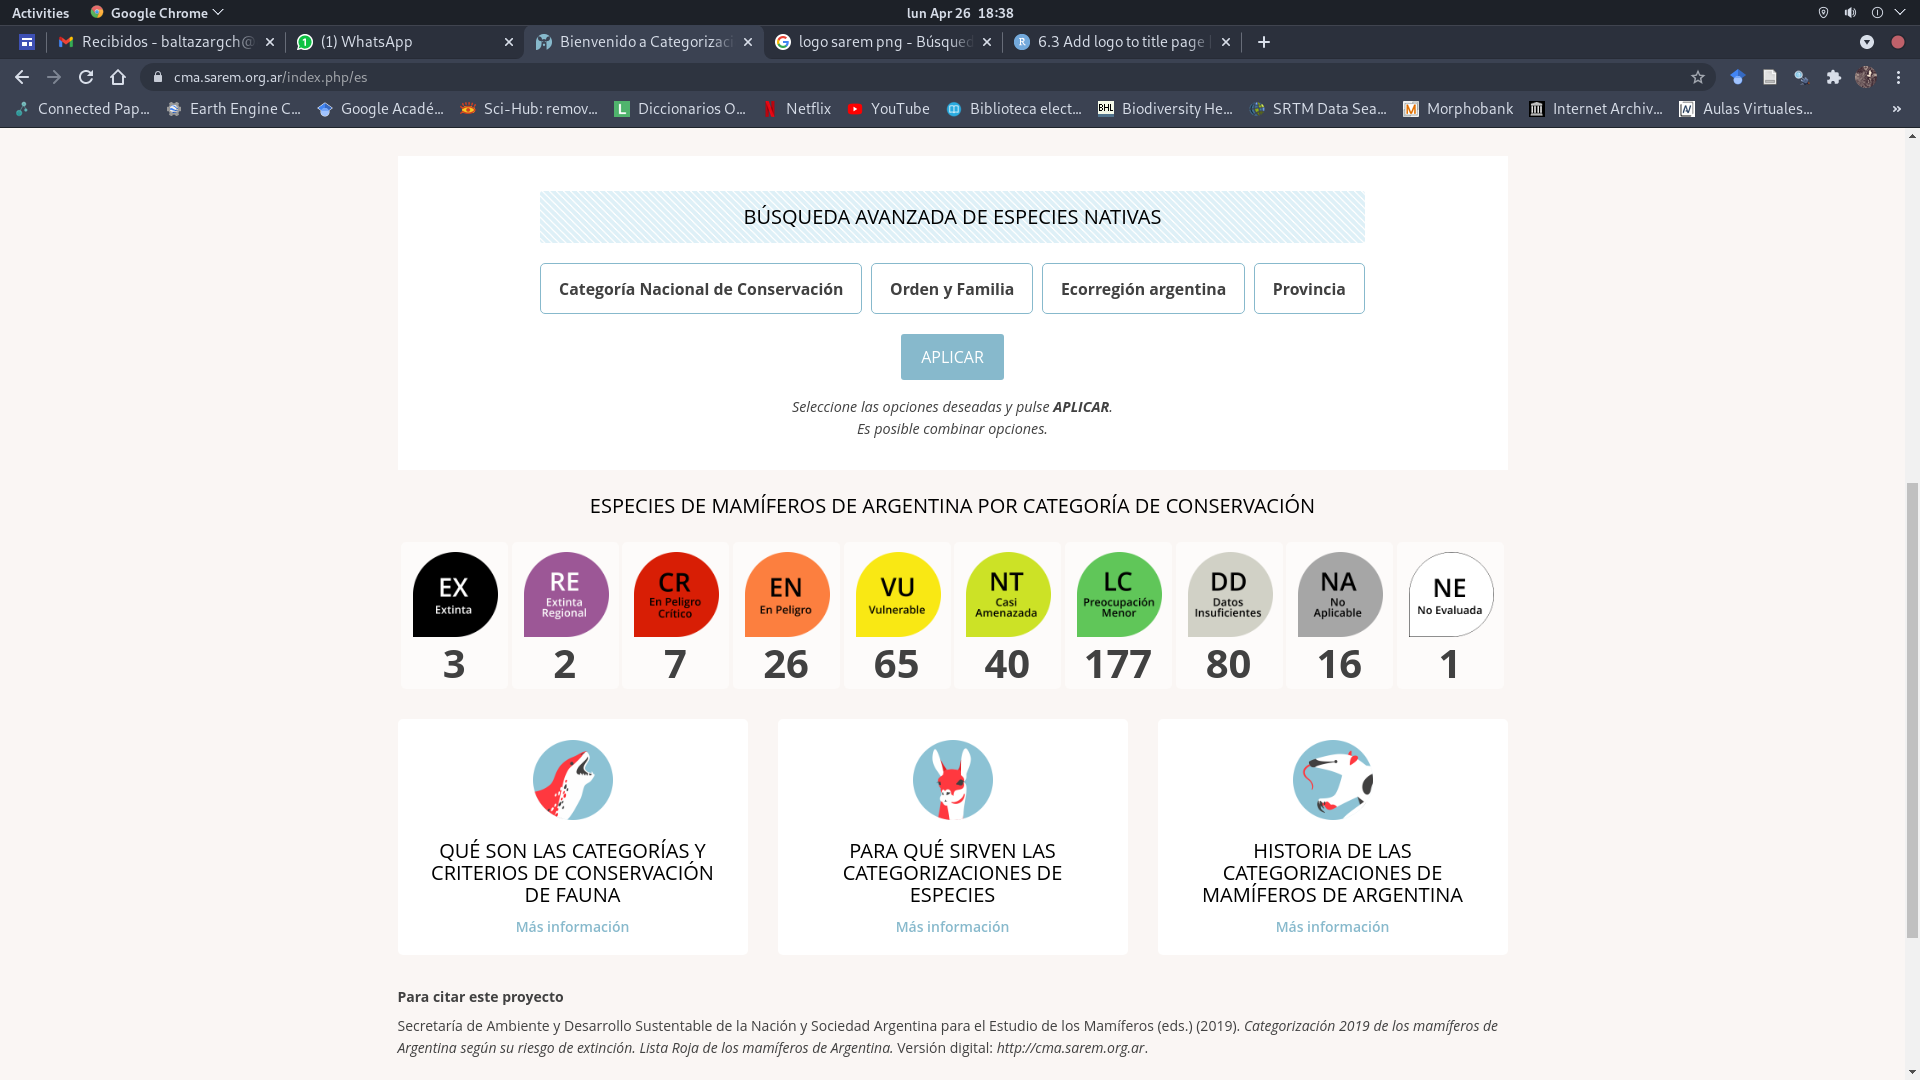 Activities
Google Chrome
lun Apr 26 18:38
Recibidos - baltazargch@
(1) WhatsApp
Bienvenido a Categorizaci
logo sarem png - Búsqued
6.3 Add logo to title page
cma.sarem.org.ar/index.php/es
Connected Pap...
Earth Engine C...
Google Acadé...
Sci-Hub: remov...
L
Diccionarios O...
Netflix
YouTube
Biblioteca elect...
BHL
Biodiversity He...
SRTM Data Sea...
M
Morphobank
Internet Archiv...
Aulas Virtuales...
»
BÚSQUEDA AVANZADA DE ESPECIES NATIVAS
Categoría Nacional de Conservación
Orden y Familia
Ecorregión argentina
Provincia
APLICAR
Seleccione las opciones deseadas y pulse APLICAR.
Es posible combinar opciones.
ESPECIES DE MAMÍFEROS DE ARGENTINA POR CATEGORÍA DE CONSERVACIÓN
EX
Extinta
3
RE
Extinta
Regional
2
CR
En Peligro
Crítico
7
EN
En Peligro
26
VU
Vulnerable
65
NT
Casi
Amenazada
40
LC
Preocupación
Menor
177
DD
Datos
Insuficientes
80
NA
No
Aplicable
16
NE
No Evaluada
1
QUÉ SON LAS CATEGORÍAS Y
CRITERIOS DE CONSERVACIÓN
DE FAUNA
Más información
PARA QUÉ SIRVEN LAS
CATEGORIZACIONES DE
ESPECIES
Más información
HISTORIA DE LAS
CATEGORIZACIONES DE
MAMÍFEROS DE ARGENTINA
Más información
Para citar este proyecto
Secretaría de Ambiente y Desarrollo Sustentable de la Nación y Sociedad Argentina para el Estudio de los Mamíferos (eds.) (2019). Categorización 2019 de los mamíferos de
Argentina según su riesgo de extinción. Lista Roja de los mamíferos de Argentina. Versión digital: http://cma.sarem.org.ar.